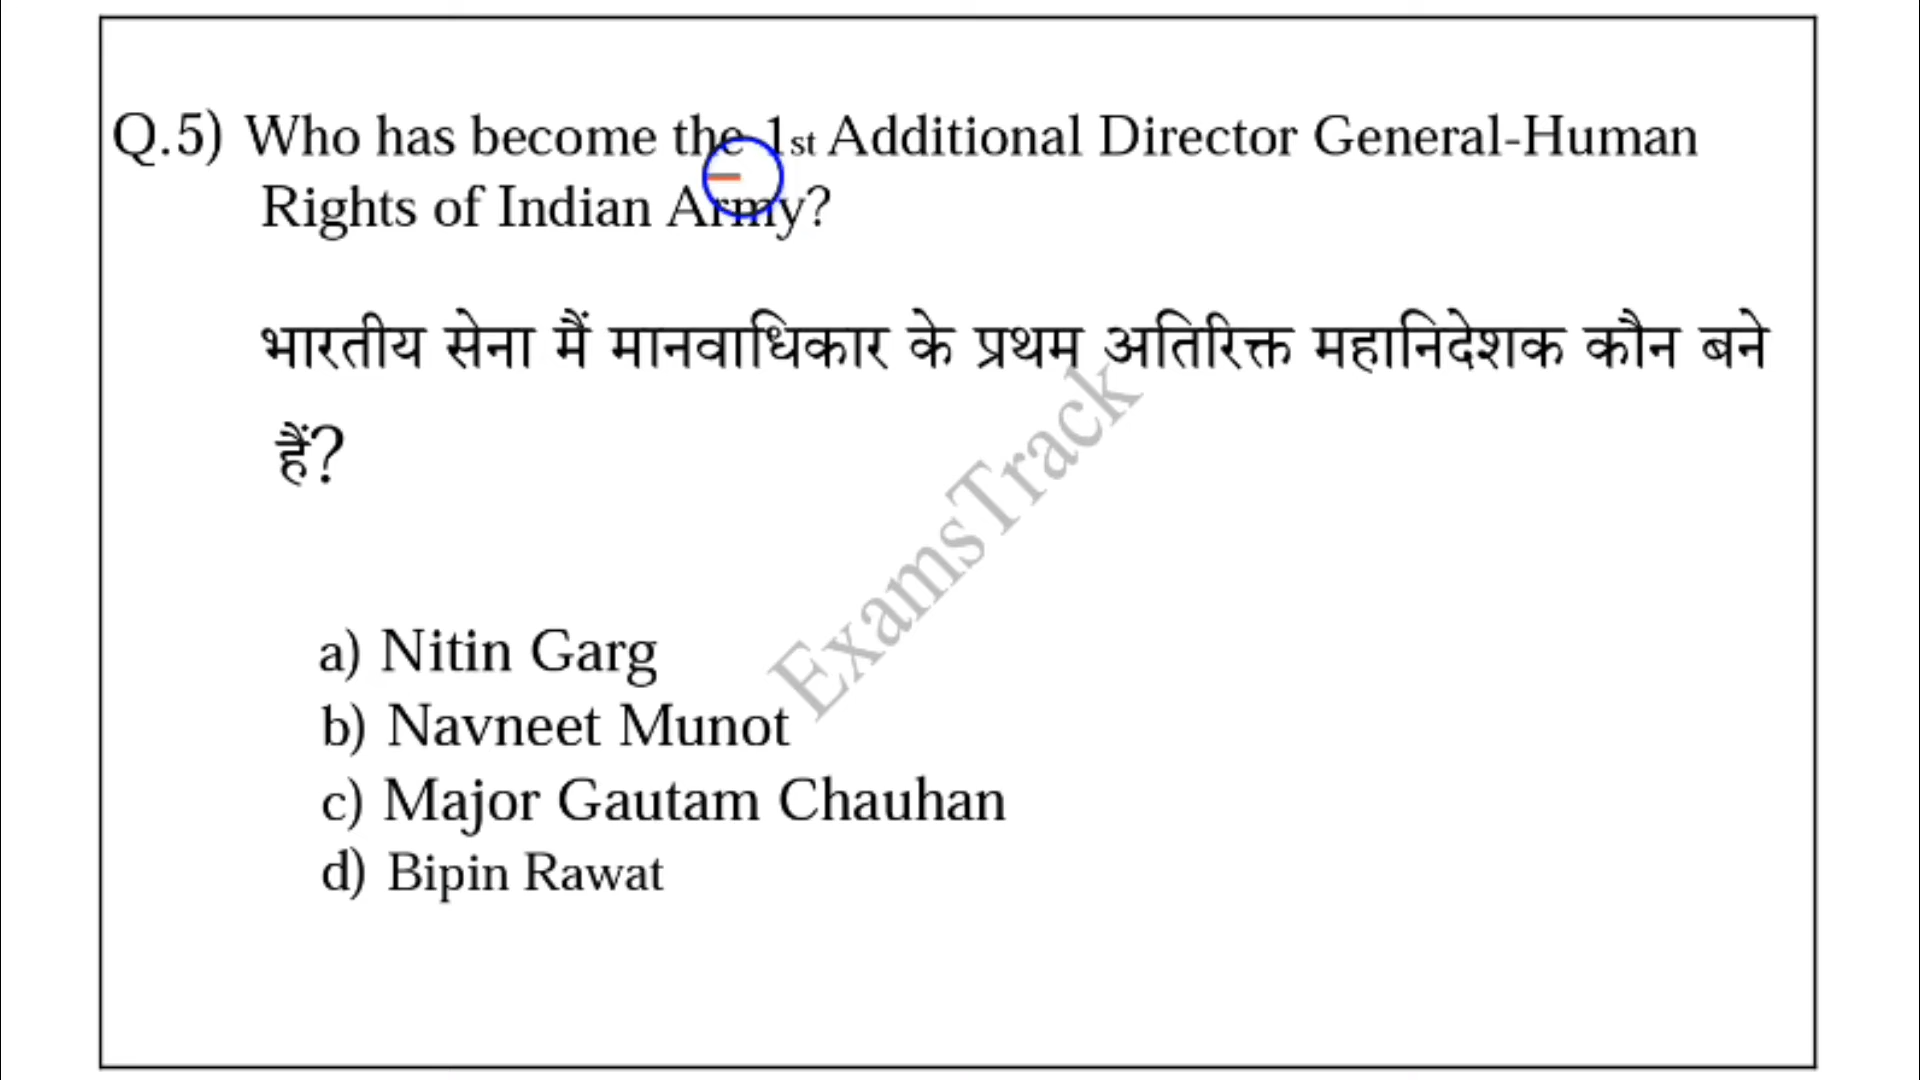 Q.5) Who has become the 1st Additional Director General-Human
Rights of Indian Army?
भारतीय सेना मैं मानवाधिकार के प्रथम अतिरिक्त महानिदेशक कौन बने
हैं?
ExamsTrack
a) Nitin Garg
b) Navneet Munot
c) Major Gautam Chauhan
d) Bipin Rawat